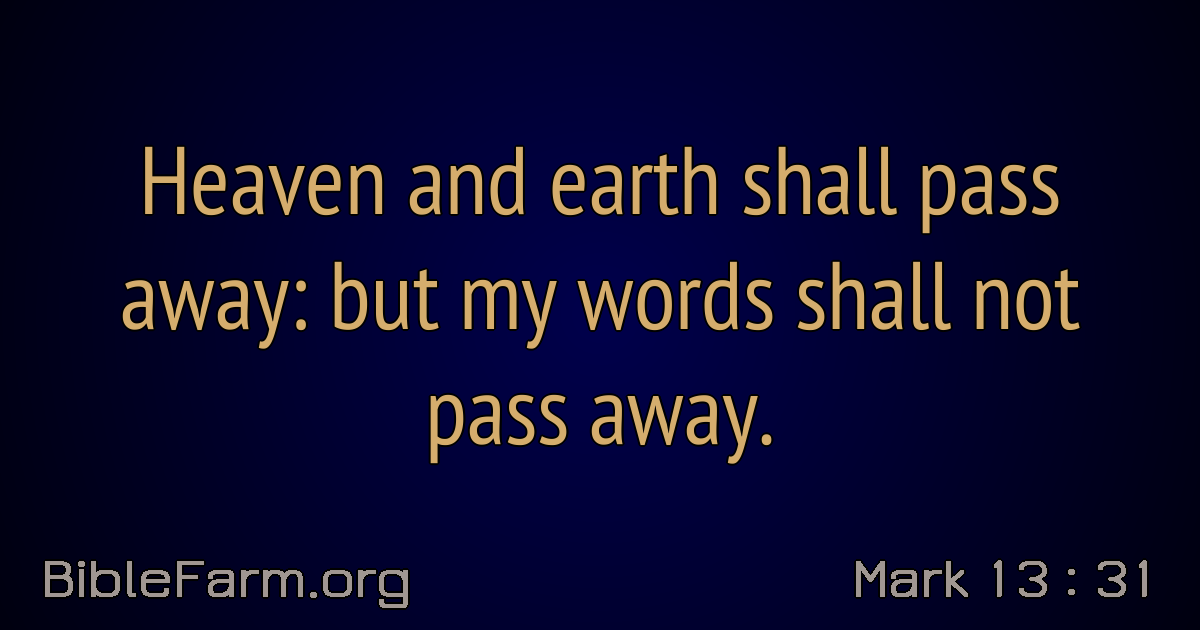 Heaven and earth shall pass
away: but my words shall not
pass away.
BibleFarm.org
Mark 13 : 31